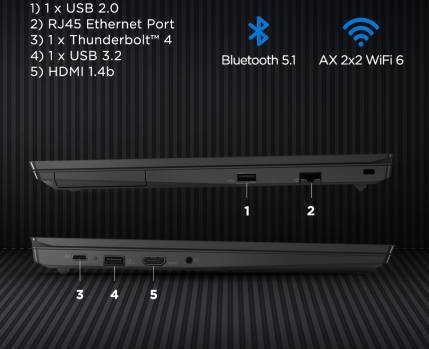 1) 1 x USB 2.0
2) RJ45 Ethernet Port
3) 1 x Thunderbolt™ 4
4) 1 x USB 3.2
5) HDMI 1.4b
Bluetooth 5.1
AX 2x2 WiFi 6
1
2
3
4
5